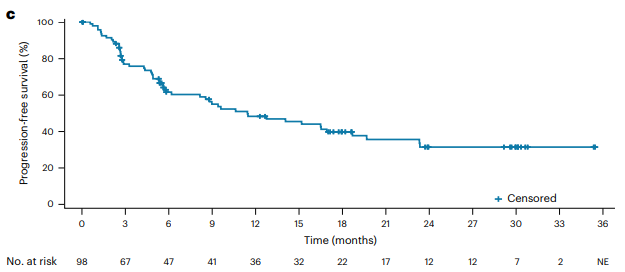 c
Progression-free survival (%)
100
80
60
40
20
0
+ Censored
0 3 6 9 12 15 18 21 24 27 30 33 36
Time (months)
No. at risk 98 67 47 41 36 32 22 17 12 12 7 2 NE